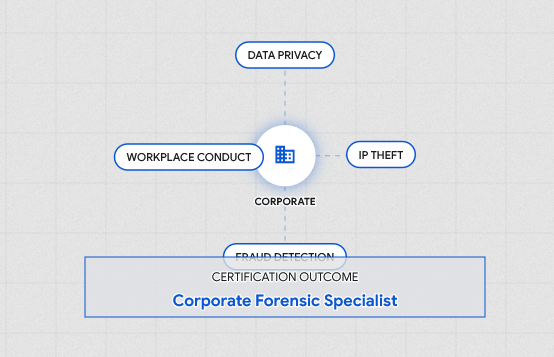 DATA PRIVACY
WORKPLACE CONDUCT
IP THEFT
CORPORATE
FRAUD DETECTION
CERTIFICATION OUTCOME
Corporate Forensic Specialist